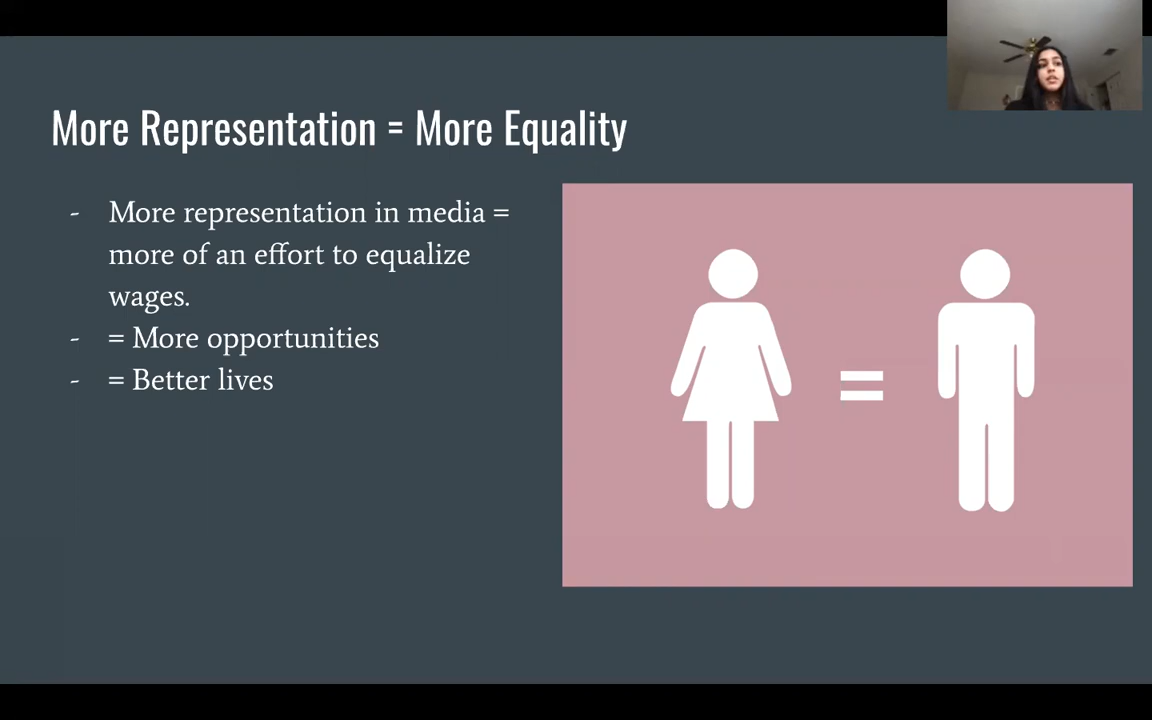 More Representation = More Equality
- More representation in media =
more of an effort to equalize
wages.
- = More opportunities
- = Better lives
=